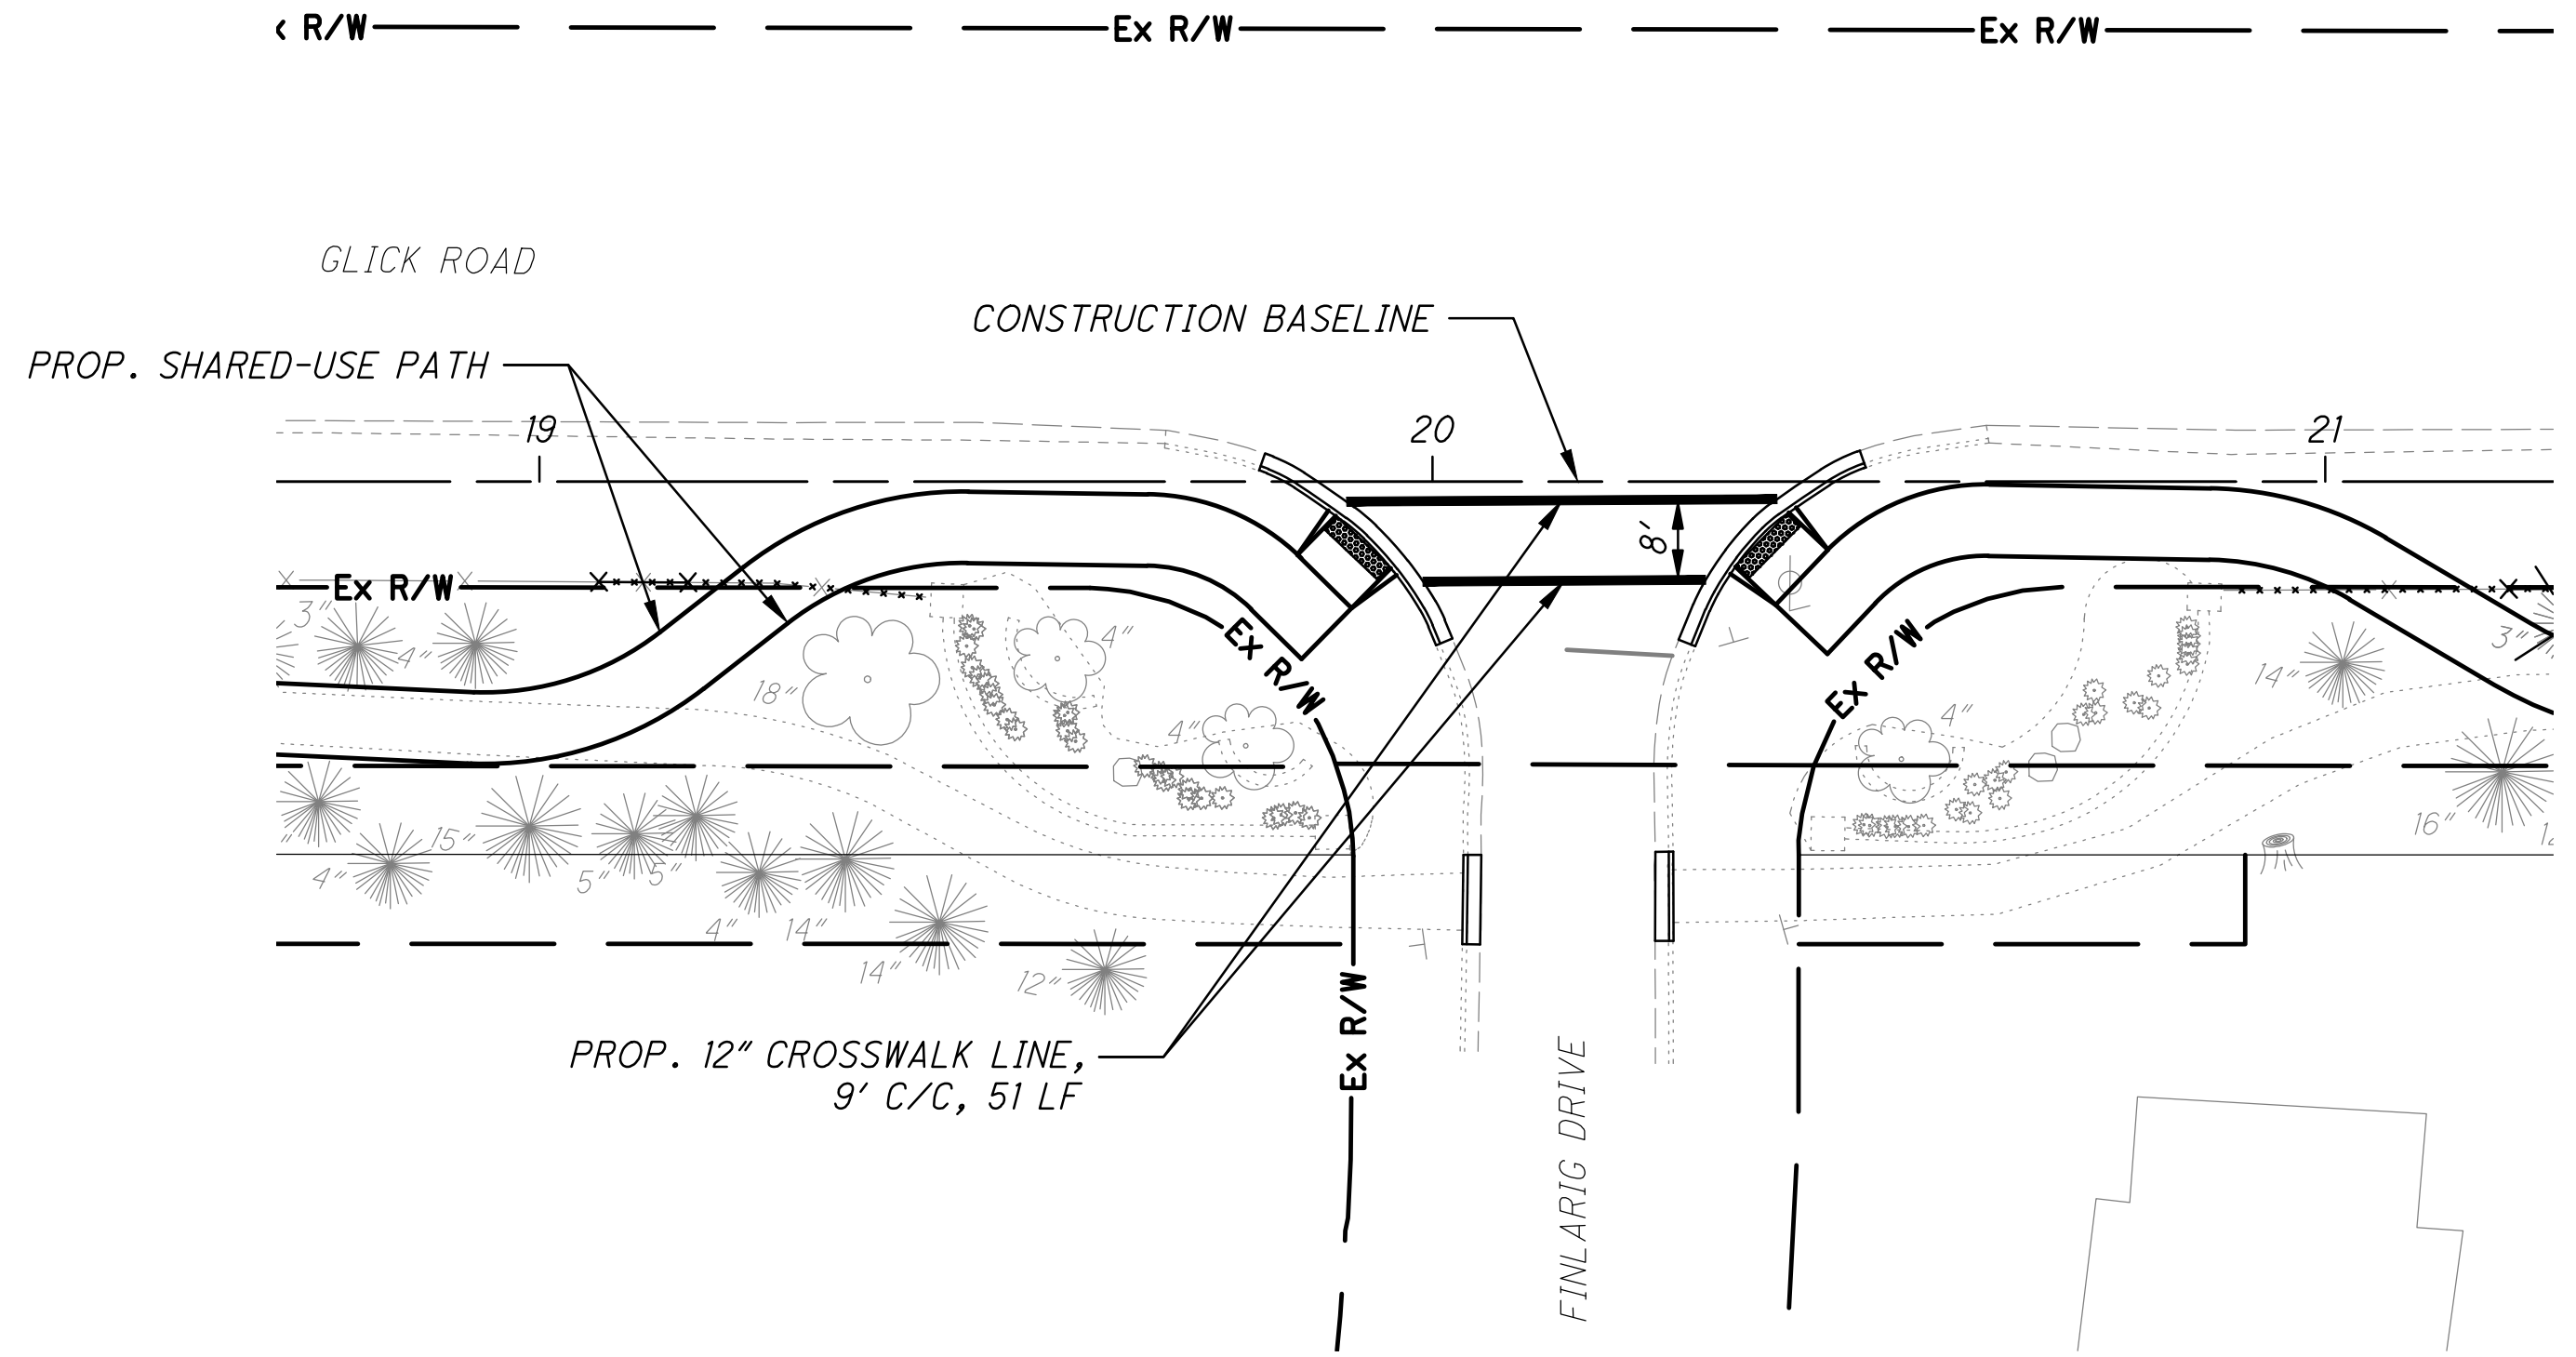 R/W
Ex R/W
Ex R/W
GLICK ROAD
CONSTRUCTION BASELINE
PROP. SHARED-USE PATH
19
20
21
8'
Ex R/W
3"
4"
18"
4"
4"
Ex R/W
Ex R/W
4"
14"
3"
16"
4"
15"
5"
5"
4"
14"
14"
12"
Ex R/W
PROP. 12" CROSSWALK LINE,
9' C/C, 51 LF
FINLARIG DRIVE